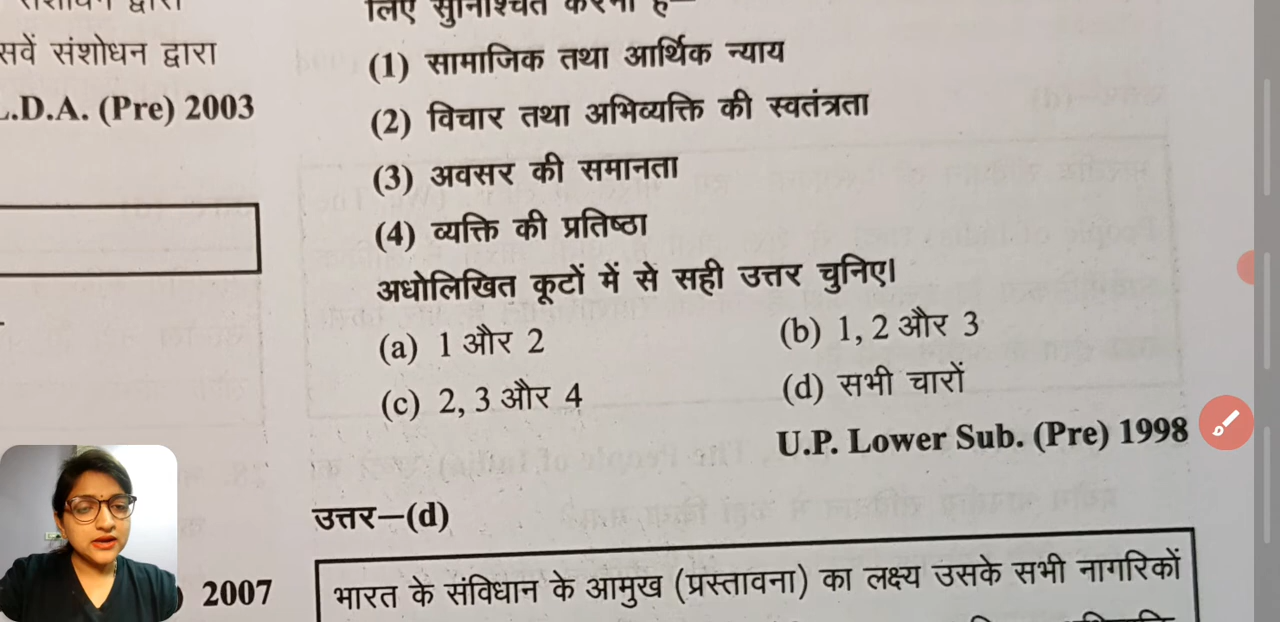 सवें संशोधन द्वारा
L.D.A. (Pre) 2003
2007
लिए सुनिश्चित करना है—
(1) सामाजिक तथा आर्थिक न्याय
(2) विचार तथा अभिव्यक्ति की स्वतंत्रता
(3) अवसर की समानता
(4) व्यक्ति की प्रतिष्ठा
अधोलिखित कूटों में से सही उत्तर चुनिए।
(a) 1 और 2
(b) 1, 2 और 3
(c) 2, 3 और 4
(d) सभी चारों
U.P. Lower Sub. (Pre) 1998
उत्तर—(d)
भारत के संविधान के आमुख (प्रस्तावना) का लक्ष्य उसके सभी नागरिकों